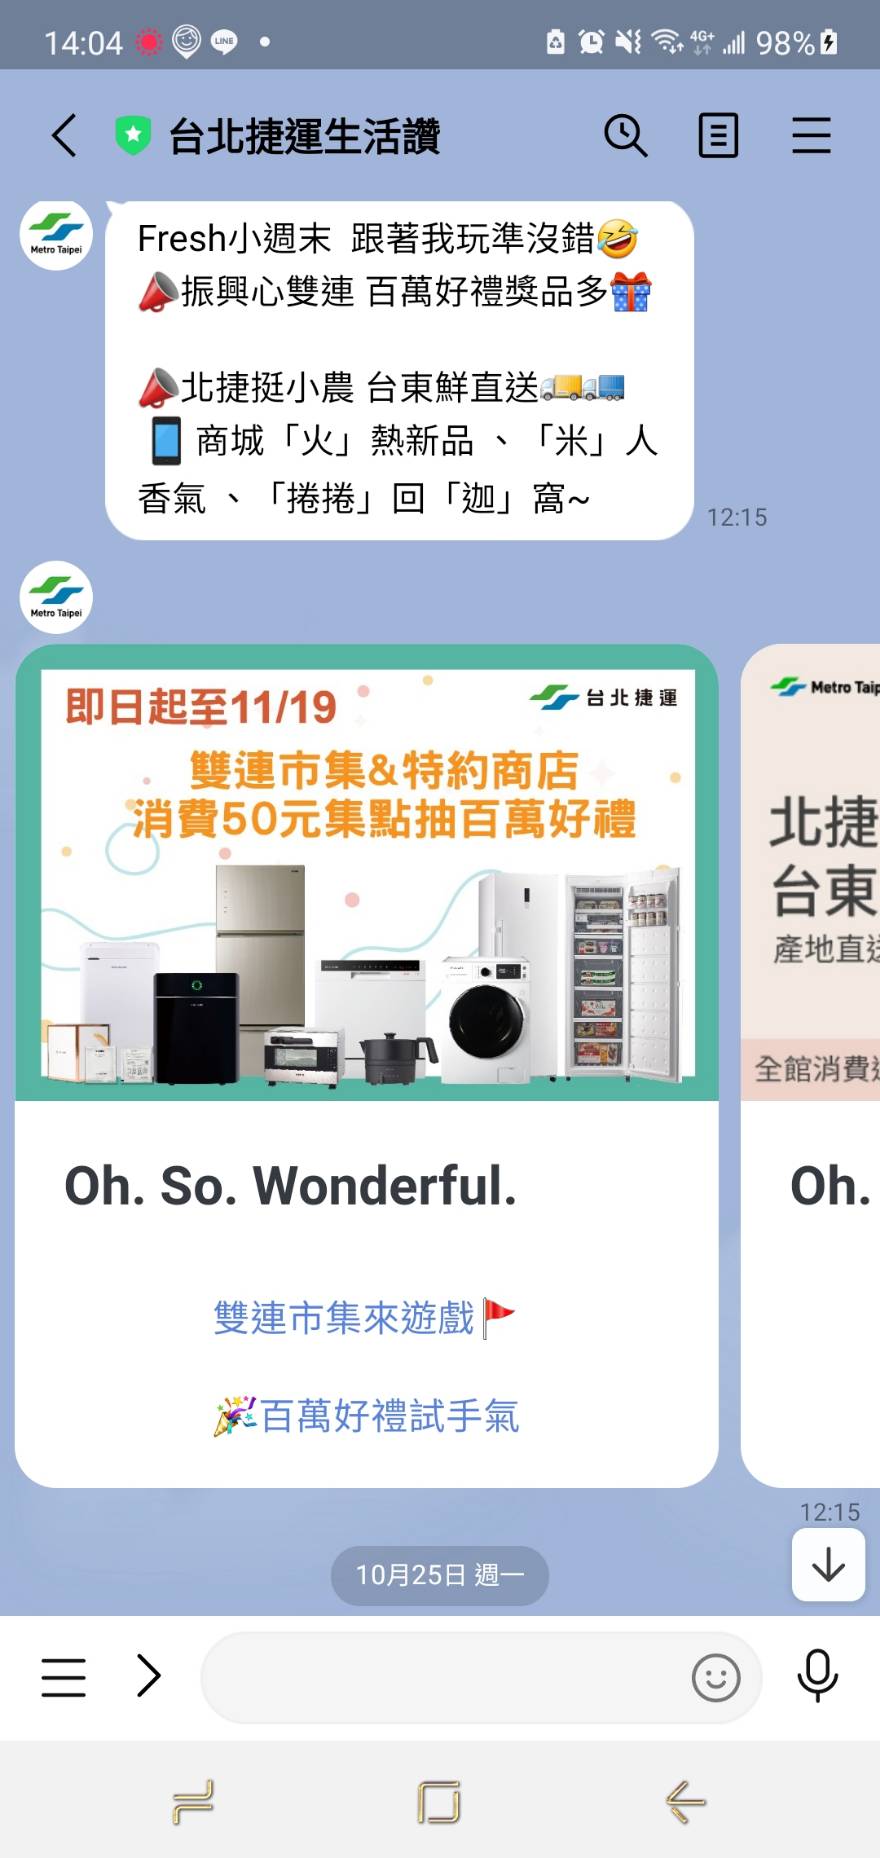 14:04 LINE 4G+ 98%
台北捷運生活讚
Metro Taipei
Fresh小週末 跟著我玩準沒錯🤣
📣振興心雙連 百萬好禮獎品多🎁
📣北捷挺小農 台東鮮直送🚚🚛
📱 商城「火」熱新品 、「米」人
香氣 、「捲捲」回「迦」窩~
12:15
Metro Taipei
即日起至11/19
台北捷運
雙連市集&特約商店
消費50元集點抽百萬好禮
Oh. So. Wonderful.
雙連市集來遊戲🚩
🎉百萬好禮試手氣
Metro Taip
北捷
台東
產地直送
全館消費
Oh.
12:15
10月25日 週一